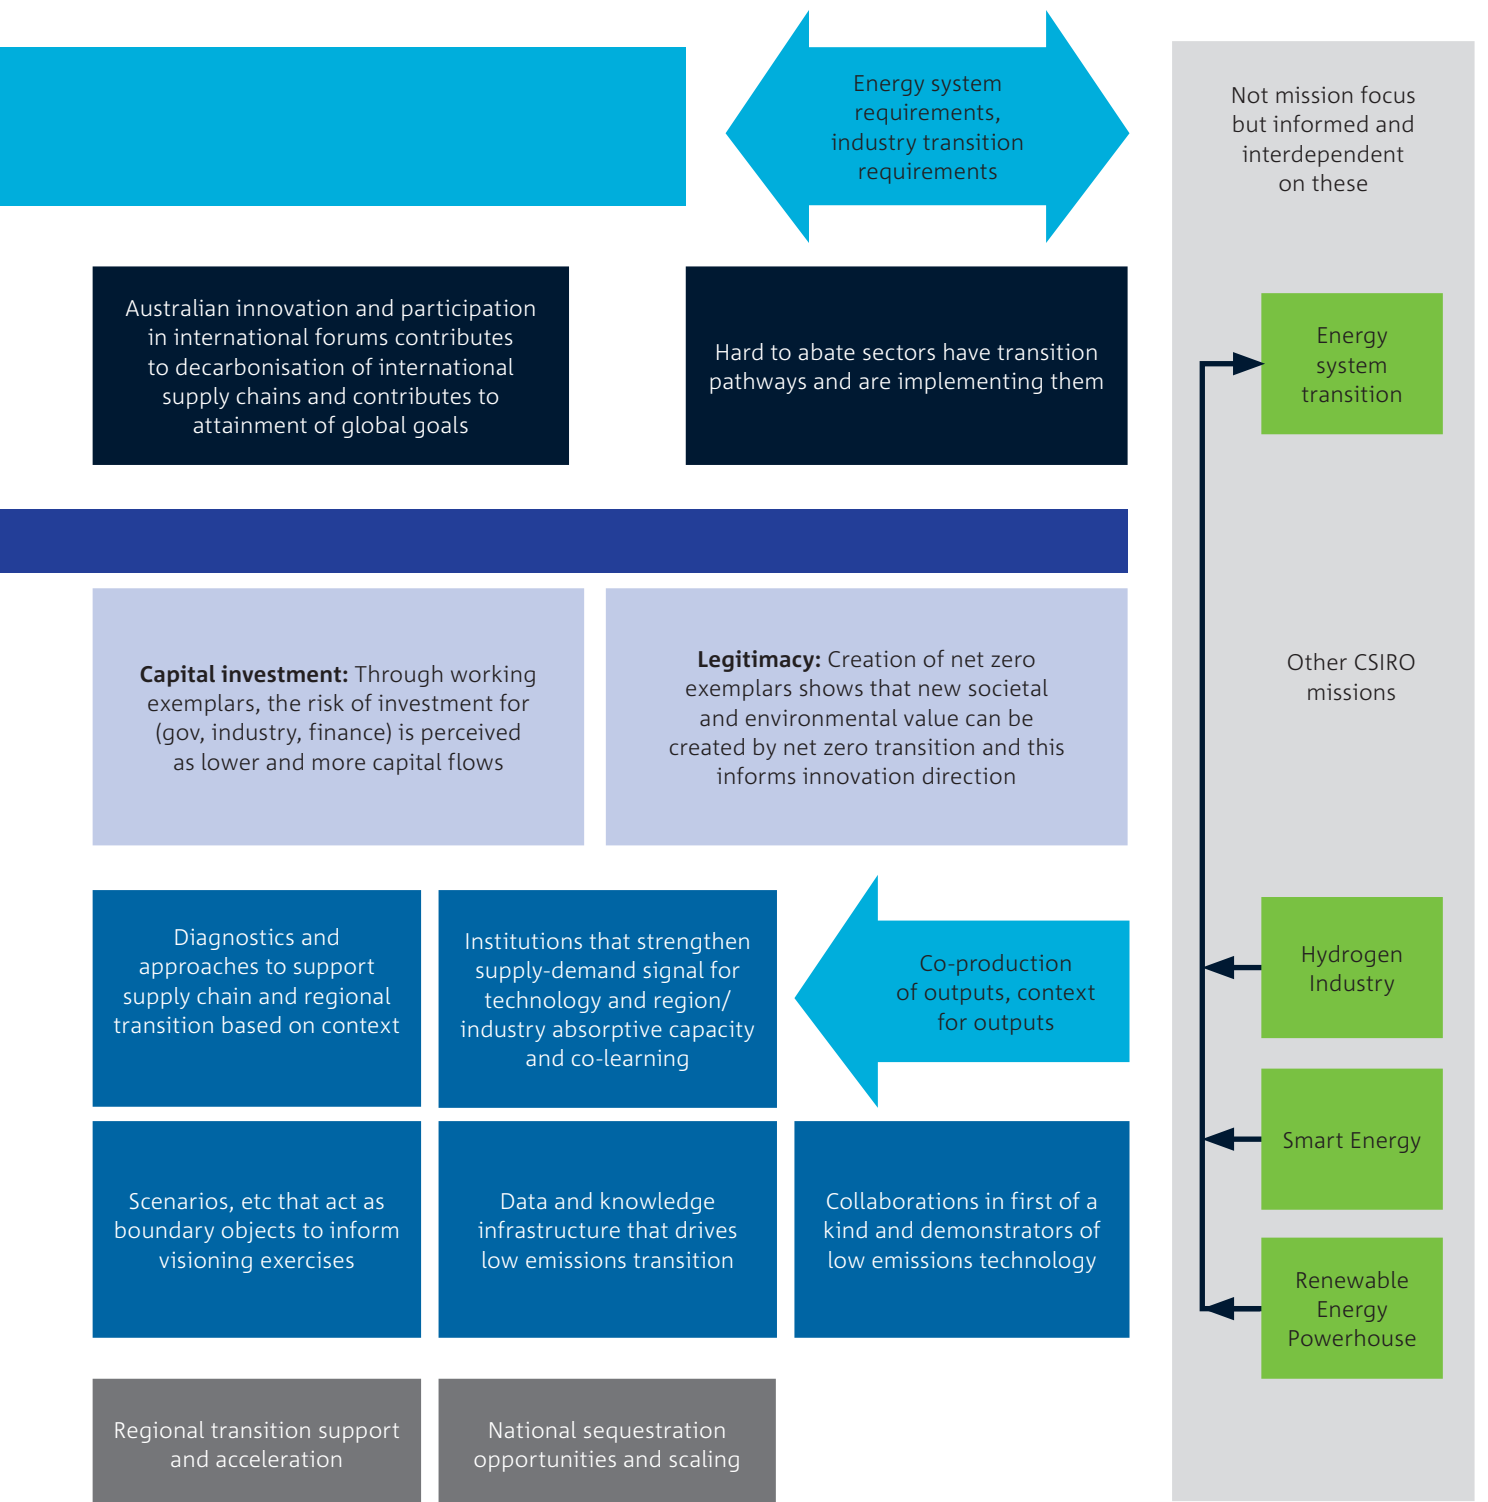 Energy system
requirements,
industry transition
requirements
Not mission focus
but informed and
interdependent
on these
Australian innovation and participation
in international forums contributes
to decarbonisation of international
supply chains and contributes to
attainment of global goals
Hard to abate sectors have transition
pathways and are implementing them
Energy
system
transition
Capital investment: Through working
exemplars, the risk of investment for
(gov, industry, finance) is perceived
as lower and more capital flows
Legitimacy: Creation of net zero
exemplars shows that new societal
and environmental value can be
created by net zero transition and this
informs innovation direction
Other CSIRO
missions
Diagnostics and
approaches to support
supply chain and regional
transition based on context
Institutions that strengthen
supply-demand signal for
technology and region/
industry absorptive capacity
and co-learning
Co-production
of outputs, context
for outputs
Hydrogen
Industry
Scenarios, etc that act as
boundary objects to inform
visioning exercises
Data and knowledge
infrastructure that drives
low emissions transition
Collaborations in first of a
kind and demonstrators of
low emissions technology
Smart Energy
Renewable
Energy
Powerhouse
Regional transition support
and acceleration
National sequestration
opportunities and scaling